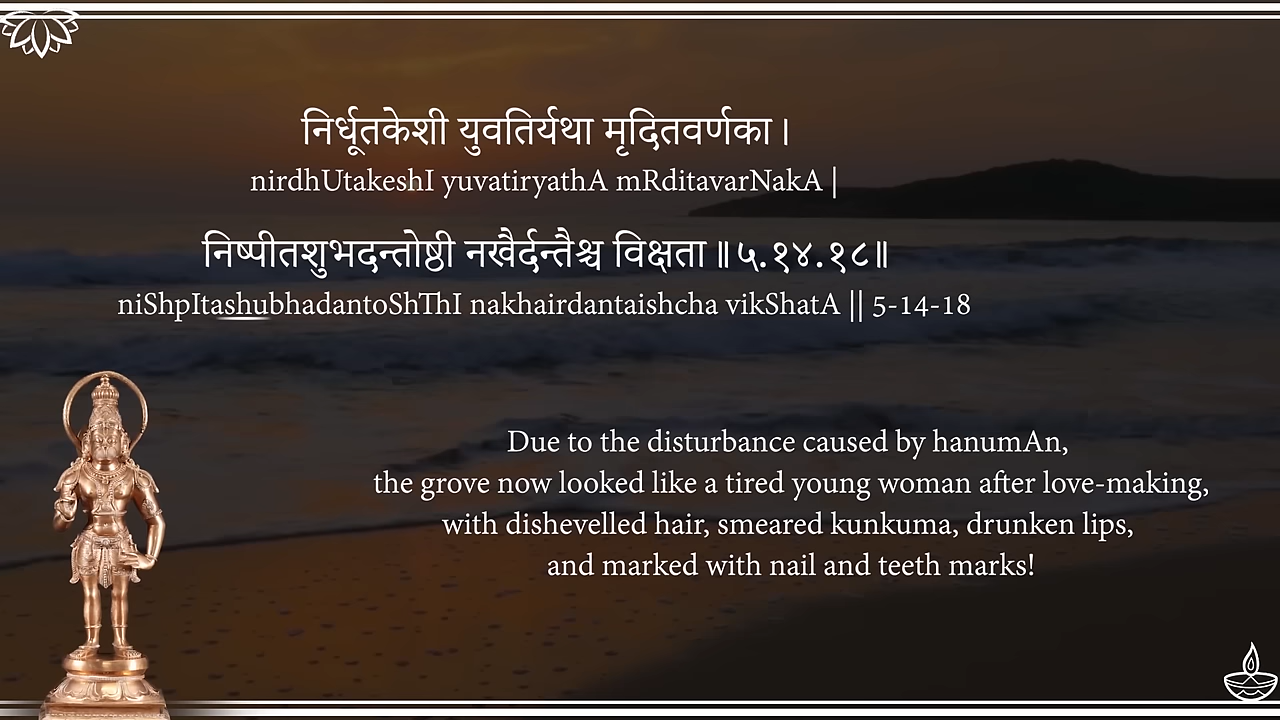 निर्धूतकेशी युवतिर्यथा मृदितवर्णका ।
nirdhUtakeshI yuvatiryathA mRditavarNakA |
निष्पीतशुभदन्तोष्ठी नखैर्दन्तैश्च विक्षता ॥ ५.१४.१८॥
niShpItashubhadantoShThI nakhairdantaishcha vikShatA || 5-14-18
Due to the disturbance caused by hanumAn,
the grove now looked like a tired young woman after love-making,
with dishevelled hair, smeared kunkuma, drunken lips,
and marked with nail and teeth marks!